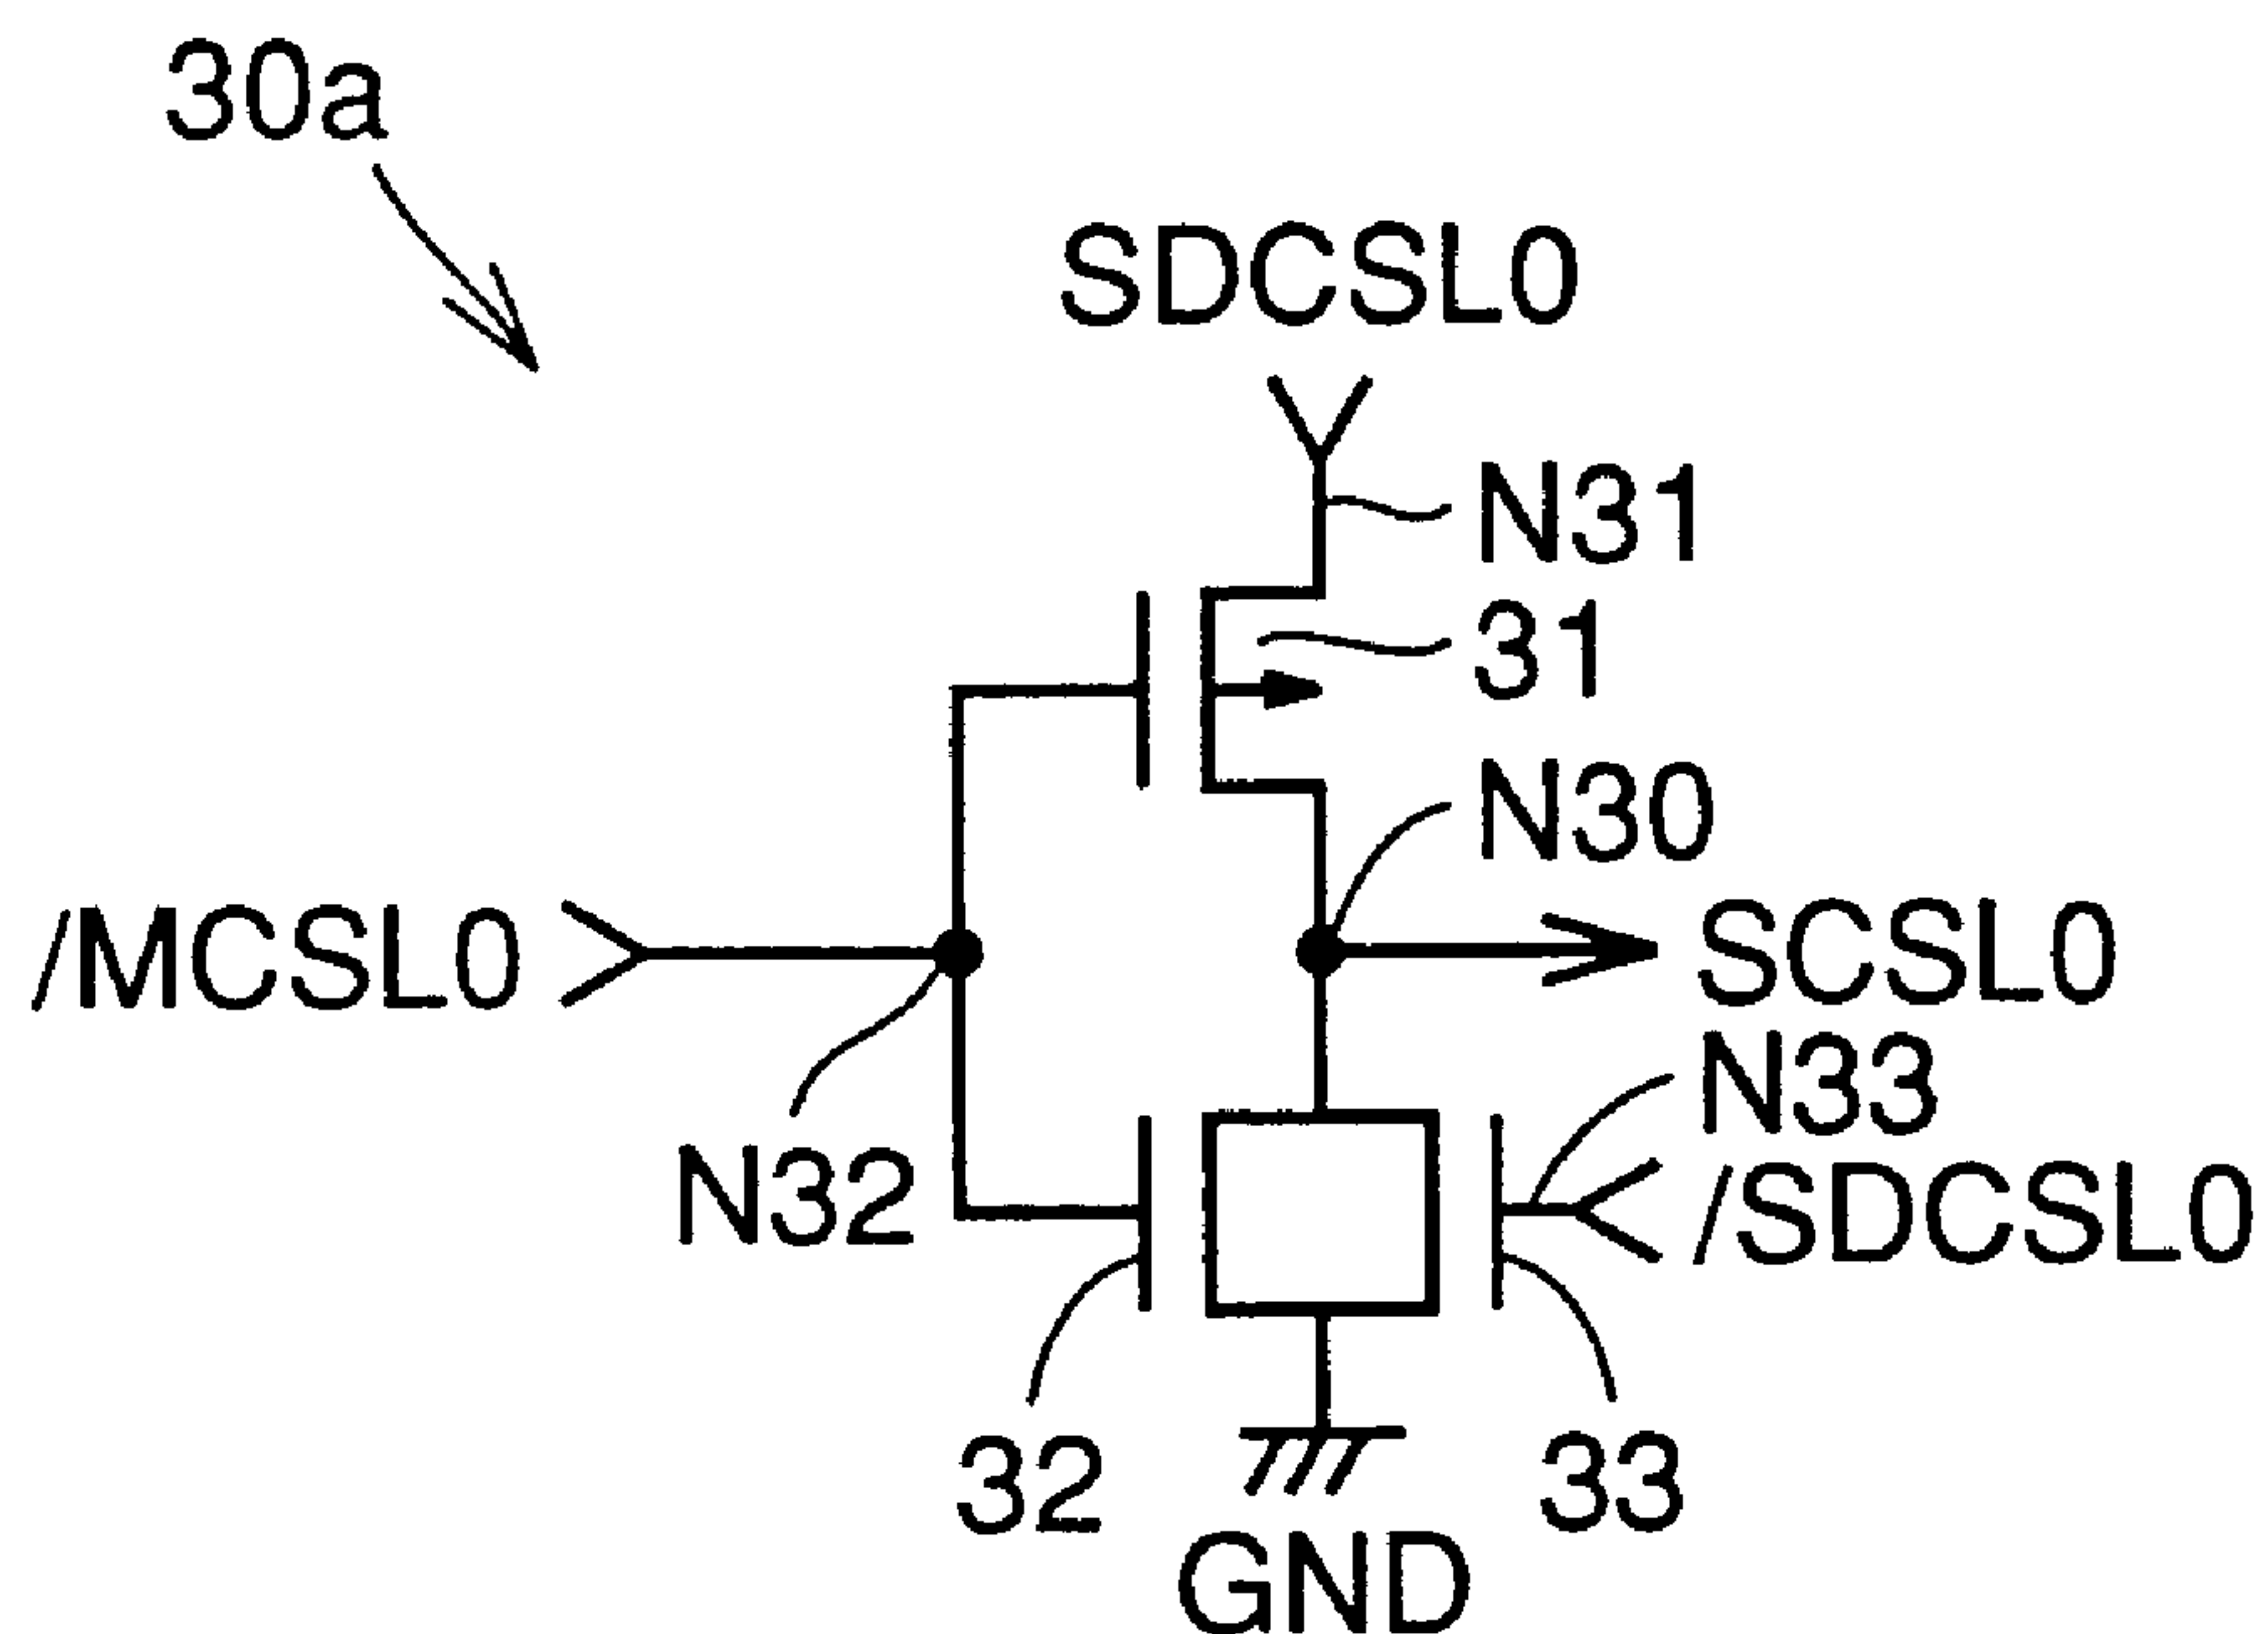 30a
SDCSL0
N31
31
N30
/MCSL0
SCSL0
N33
N32
/SDCSL0
32
33
GND